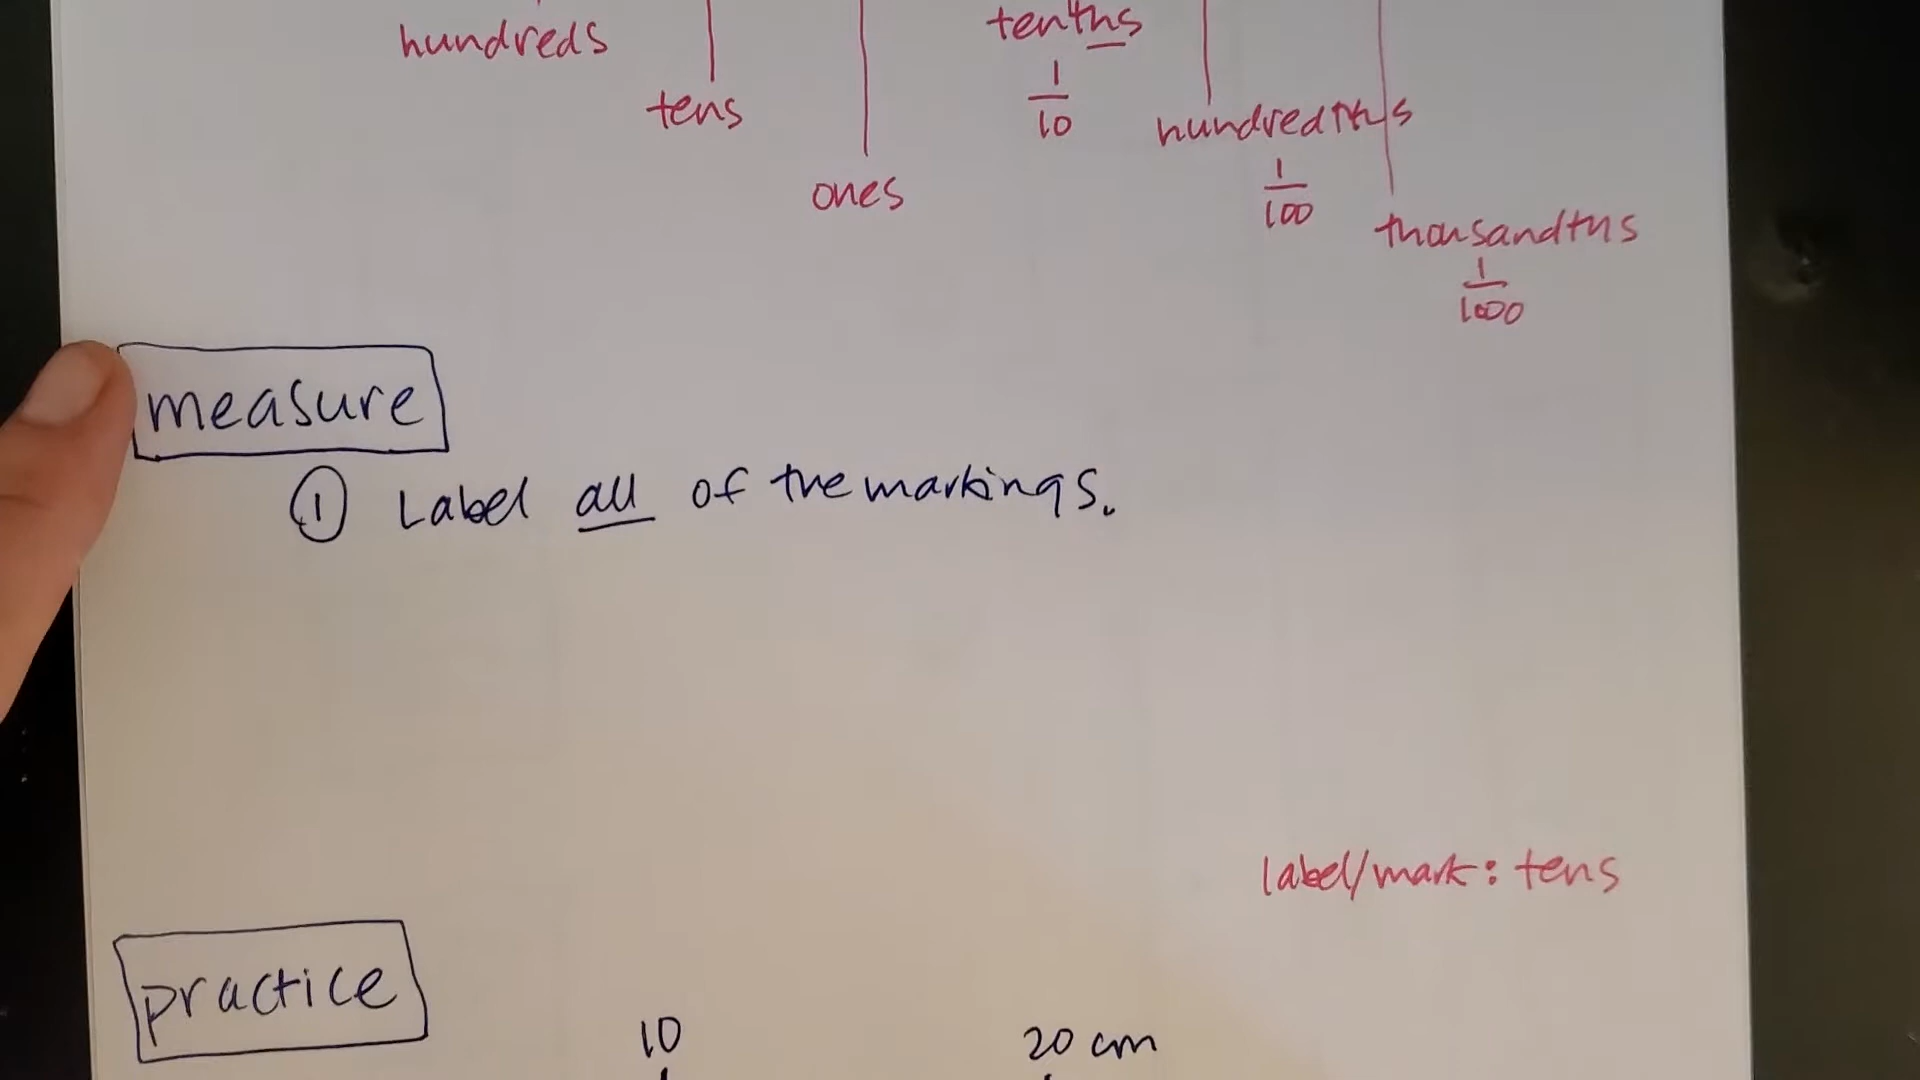 hundreds
tens
ones
tenths
1/10
hundredths
1/100
thousandths
1/1000
measure
① Label all of the markings.
label/mark: tens
practice
10
20 cm